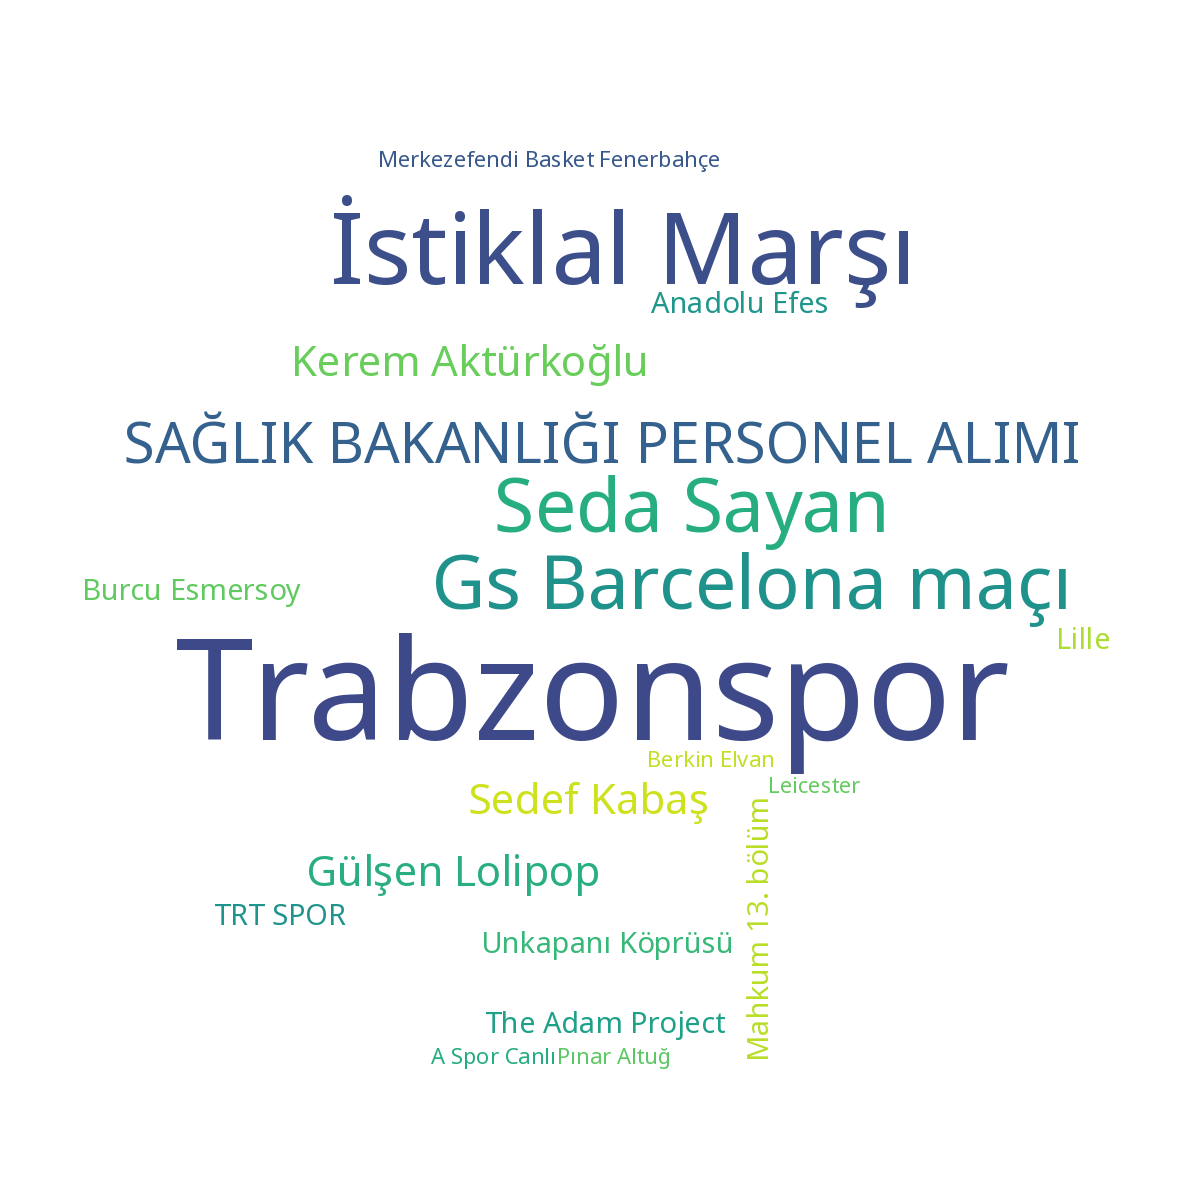 Merkezefendi Basket Fenerbahçe
İstiklal Marşı
Anadolu Efes
Kerem Aktürkoğlu
SAĞLIK BAKANLIĞI PERSONEL ALIMI
Seda Sayan
Gs Barcelona maçı
Burcu Esmersoy
Lille
Trabzonspor
Berkin Elvan
Leicester
Sedef Kabaş
Mahkum 13. bölüm
Gülşen Lolipop
TRT SPOR
Unkapanı Köprüsü
The Adam Project
A Spor Canlı
Pınar Altuğ